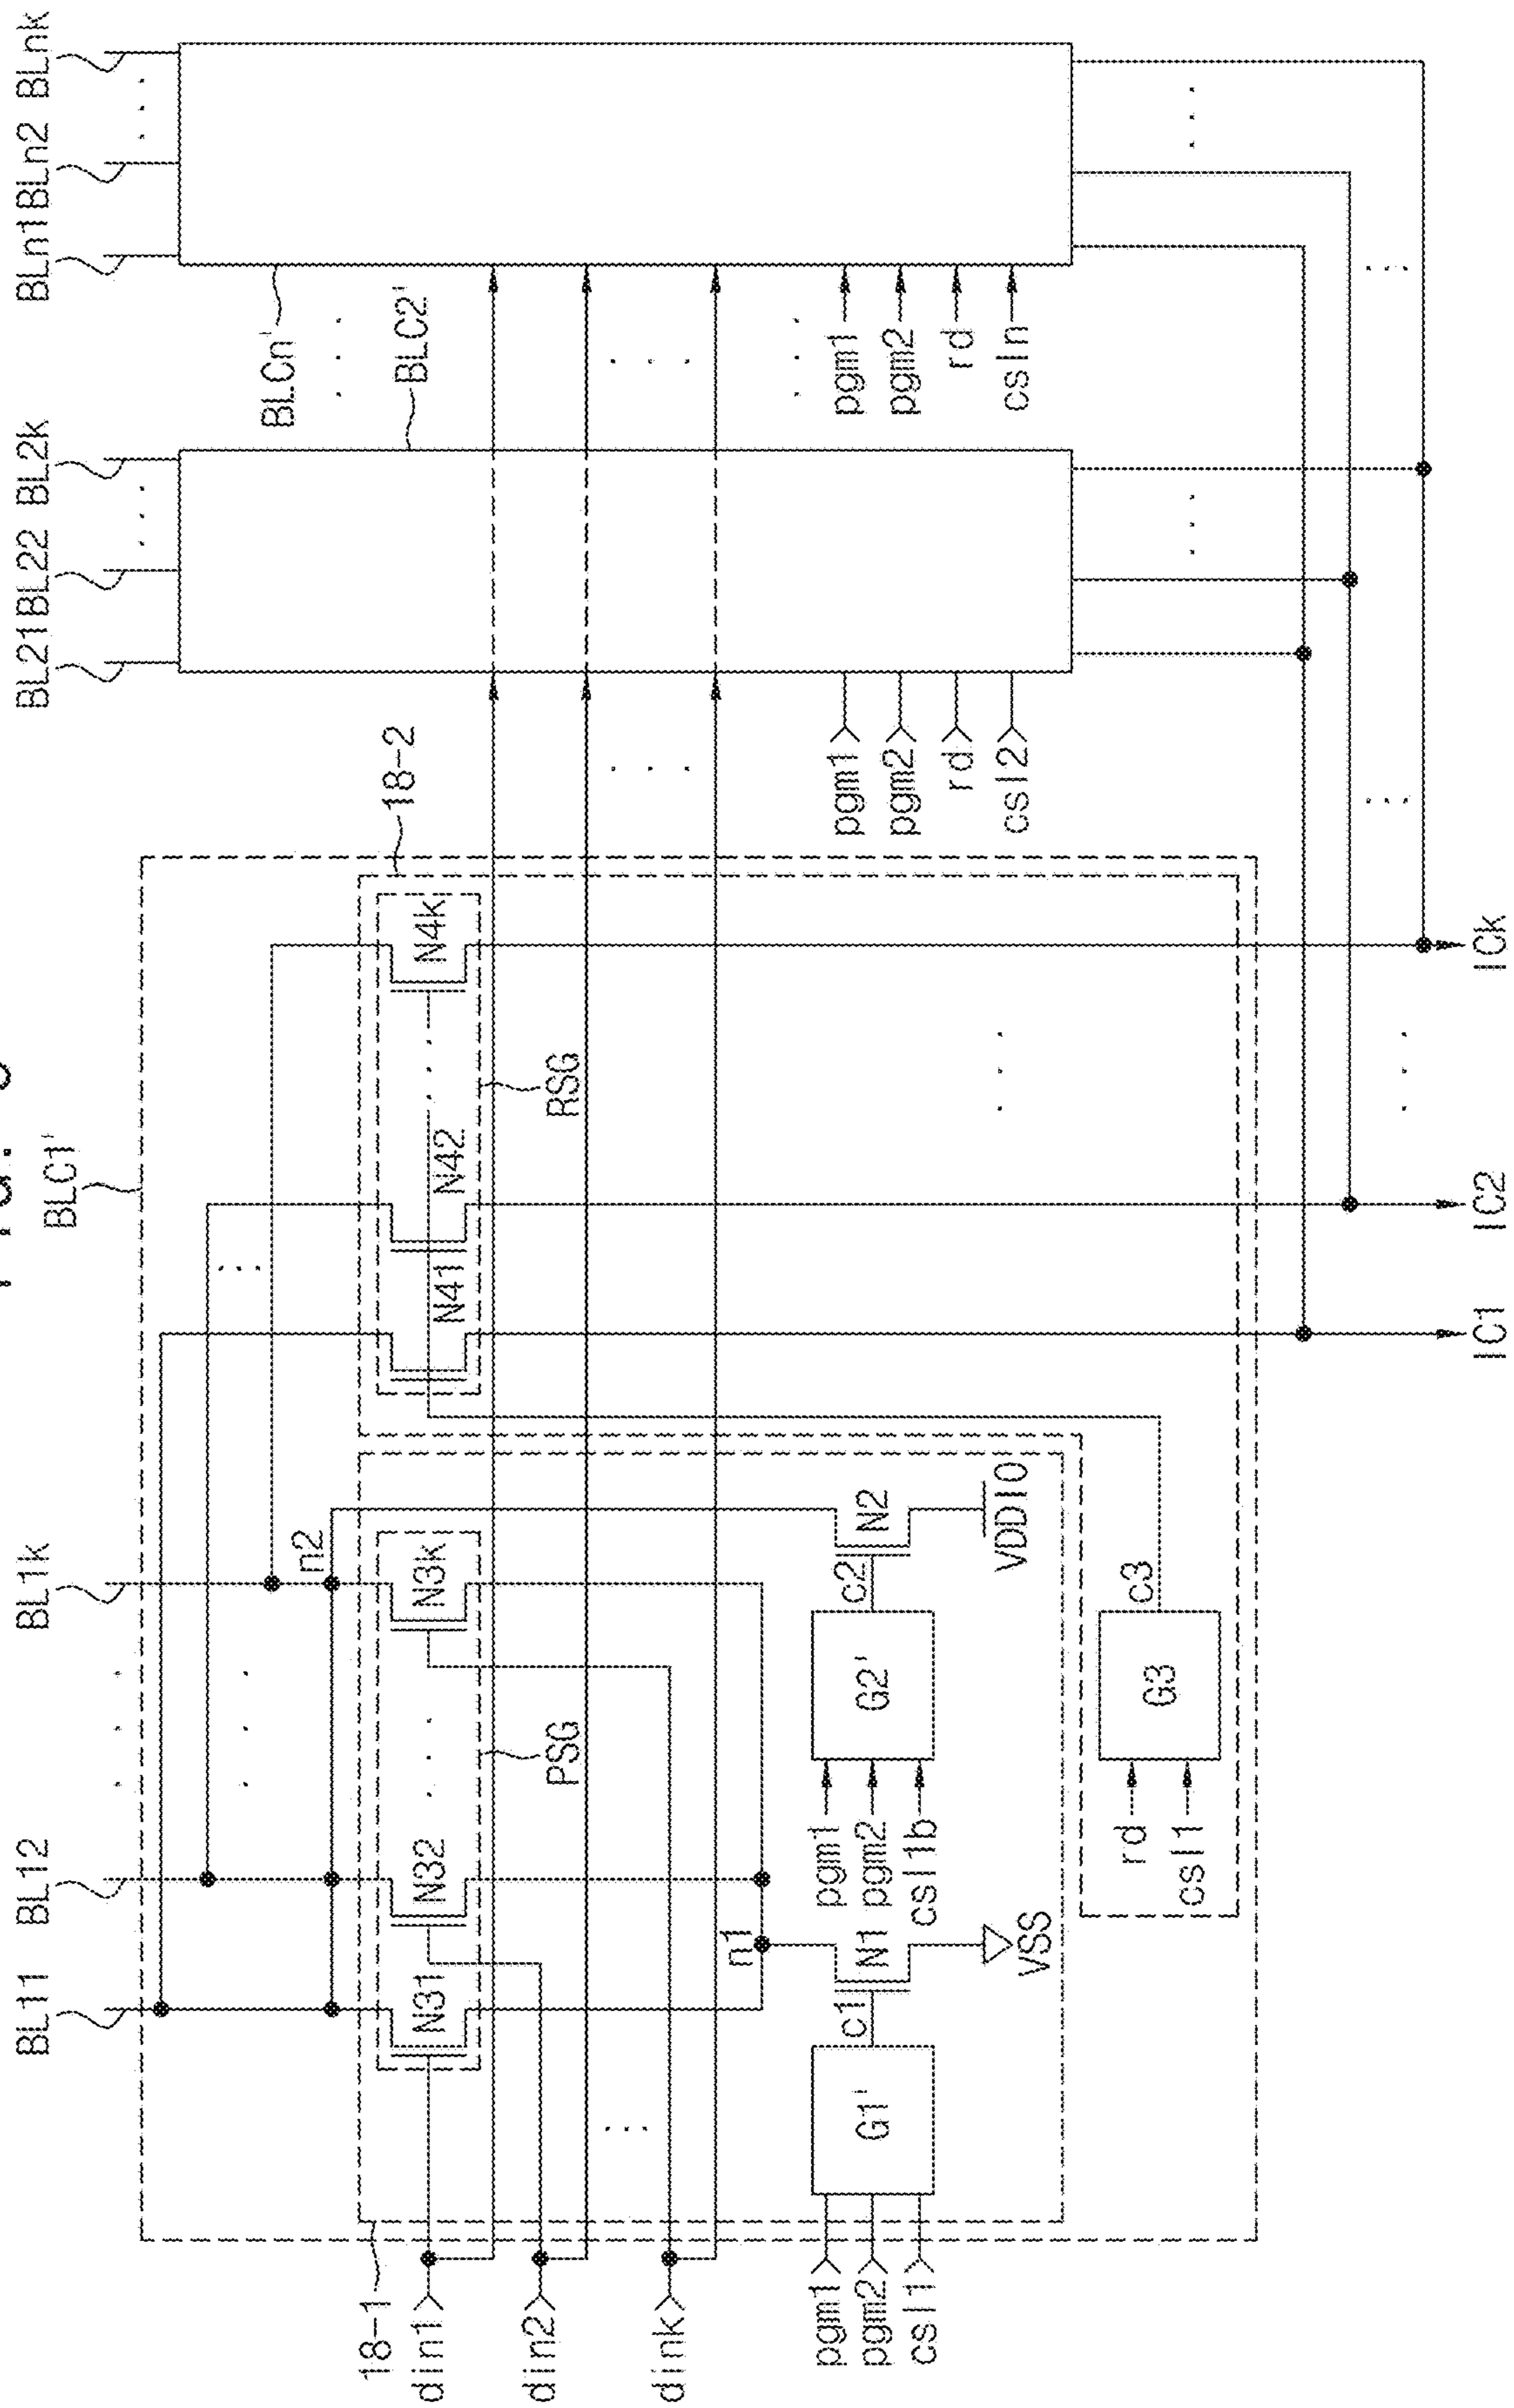 BLC1'
BL11
BL12
BL1k
BL21
BL22
BL2k
BLn1
BLn2
BLnk
n2
N31
N32
N3k
PSG
N41
N42
N4k
RSG
18-2
BLC2'
BLCn'
18-1
din1
din2
dink
n1
pgm1
pgm2
csl1
G1'
c1
N1
VSS
pgm1
pgm2
csl1b
G2'
c2
N2
VDDIO
rd
csl1
G3
c3
pgm1
pgm2
rd
csl2
pgm1
pgm2
rd
csln
IC1
IC2
ICk